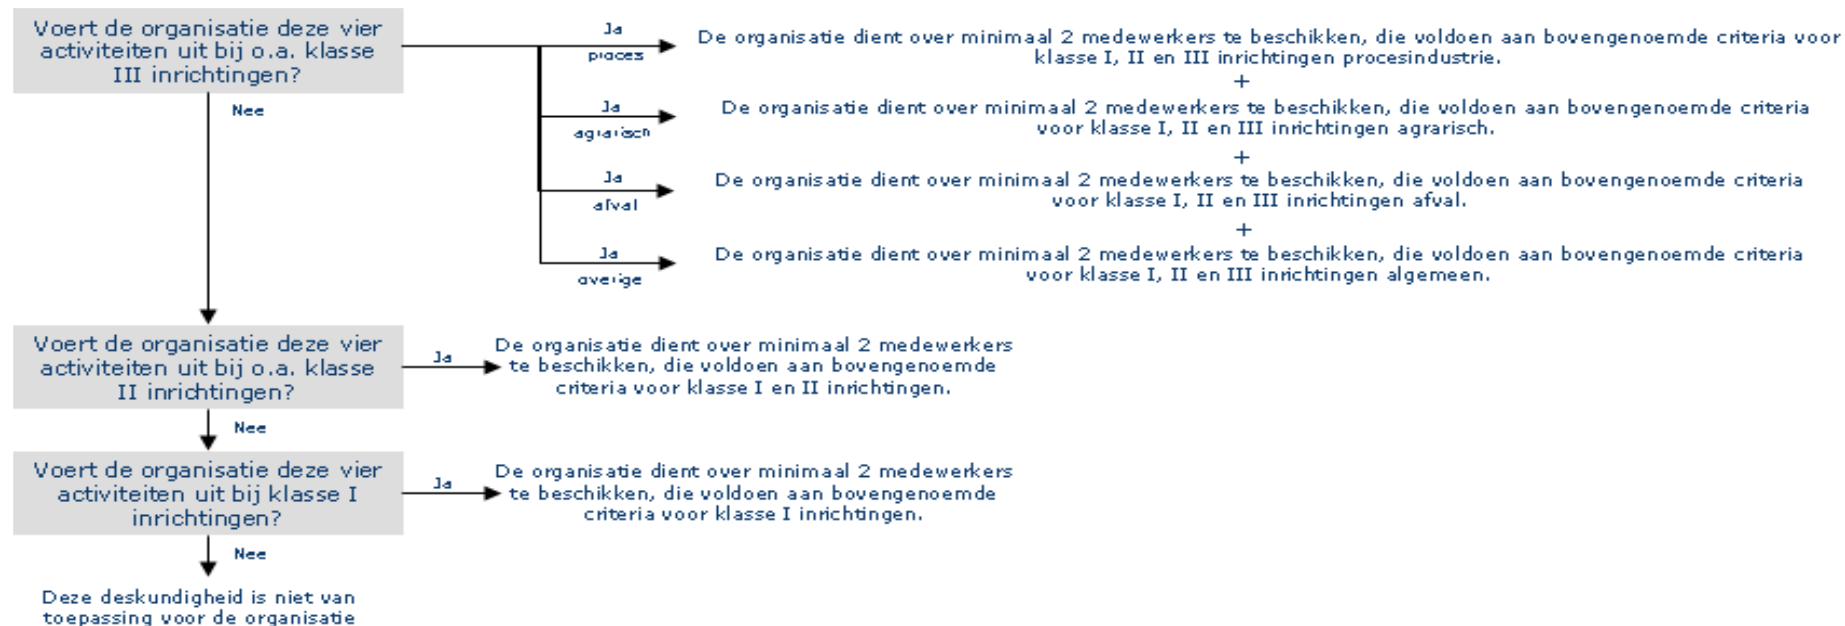 Voert de organisatie deze vier
activiteiten uit bij o.a. klasse
III inrichtingen?
Ja
proces
De organisatie dient over minimaal 2 medewerkers te beschikken, die voldoen aan bovengenoemde criteria voor
klasse I, II en III inrichtingen procesindustrie.
+
Nee
Ja
agrarisch
De organisatie dient over minimaal 2 medewerkers te beschikken, die voldoen aan bovengenoemde criteria
voor klasse I, II en III inrichtingen agrarisch.
+
Ja
afval
De organisatie dient over minimaal 2 medewerkers te beschikken, die voldoen aan bovengenoemde criteria
voor klasse I, II en III inrichtingen afval.
+
Ja
overige
De organisatie dient over minimaal 2 medewerkers te beschikken, die voldoen aan bovengenoemde criteria
voor klasse I, II en III inrichtingen algemeen.
Voert de organisatie deze vier
activiteiten uit bij o.a. klasse
II inrichtingen?
Ja
De organisatie dient over minimaal 2 medewerkers
te beschikken, die voldoen aan bovengenoemde
criteria voor klasse I en II inrichtingen.
Nee
Voert de organisatie deze vier
activiteiten uit bij klasse I
inrichtingen?
Ja
De organisatie dient over minimaal 2 medewerkers
te beschikken, die voldoen aan bovengenoemde
criteria voor klasse I inrichtingen.
Nee
Deze deskundigheid is niet van
toepassing voor de organisatie